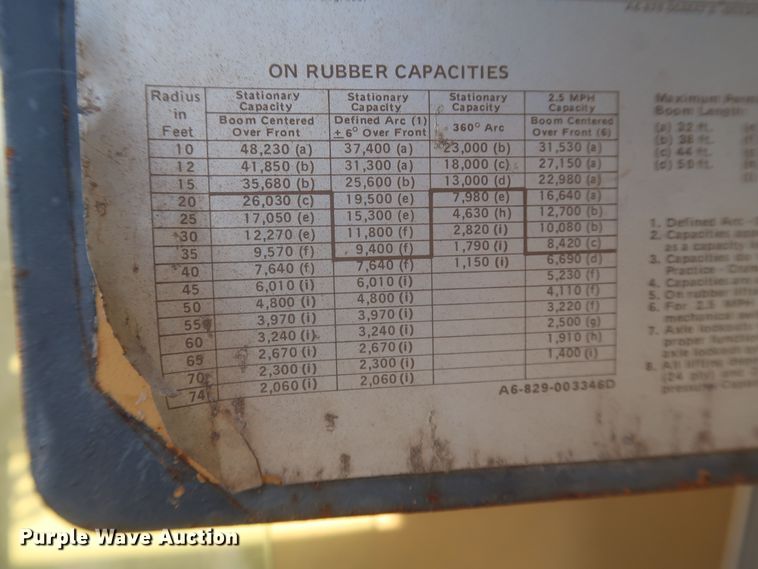 ON RUBBER CAPACITIES
Radius in Feet | Stationary Capacity | Stationary Capacity | Stationary Capacity | 2.5 MPH Capacity
Boom Centered Over Front | Defined Arc (1) ± 6° Over Front | 360° Arc | Boom Centered Over Front (6)
10 48,230 (a) 37,400 (a) 23,000 (b) 31,530 (a)
12 41,850 (b) 31,300 (a) 18,000 (c) 27,150 (a)
15 35,680 (b) 25,600 (b) 13,000 (d) 22,980 (a)
20 26,030 (c) 19,500 (e) 7,980 (e) 16,640 (a)
25 17,050 (e) 15,300 (e) 4,630 (h) 12,700 (b)
30 12,270 (e) 11,800 (f) 2,820 (i) 10,080 (b)
35 9,570 (f) 9,400 (f) 1,790 (i) 8,420 (c)
40 7,640 (f) 7,640 (f) 1,150 (i) 6,690 (d)
45 6,010 (i) 6,010 (i) 5,230 (f)
50 4,800 (i) 4,800 (i) 4,110 (f)
55 3,970 (i) 3,970 (i) 3,220 (f)
60 3,240 (i) 3,240 (i) 2,500 (g)
65 2,670 (i) 2,670 (i) 1,910 (h)
70 2,300 (i) 2,300 (i) 1,400 (i)
74 2,060 (i) 2,060 (i)
A6-829-003346D
Maximum
Boom Length
(a) 32 ft.
(b) 38 ft.
(c) 44 ft.
(d) 50 ft.
1. Defined Arc
2. Capacities
as a capacity
3. Capacities do
Practice
4. Capacities are
5. On rubber
6. For 2.5 MPH
7. Axle lockouts
proper
axle lockout
8. All lifting
(24 ply) and
Purple Wave Auction